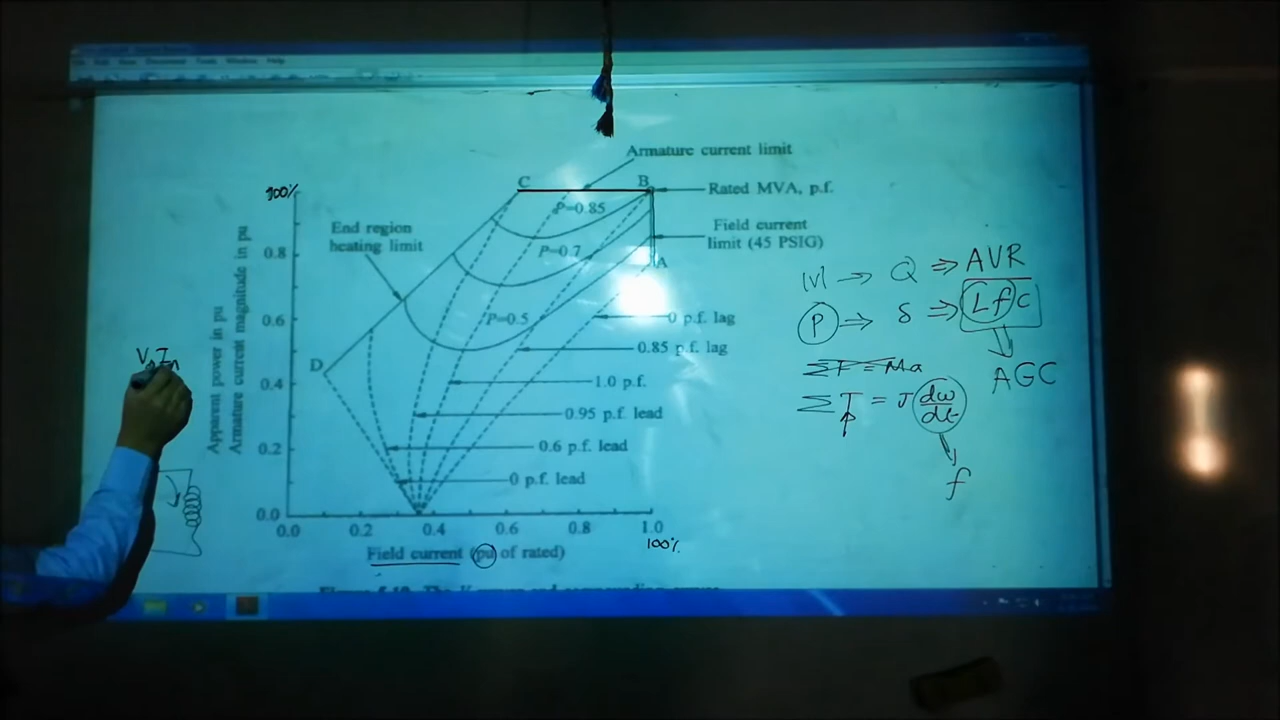 Armature current limit
C
B
Rated MVA, p.f.
100%
P=0.85
End region
heating limit
Field current
limit (45 PSIG)
P=0.7
0.8
A
|V| → Q ⇒ AVR
0.6
P=0.5
0 p.f. lag
P ⇒ δ ⇒ LfC
0.85 p.f. lag
D
ΣF = Ma
AGC
0.4
1.0 p.f.
ΣT = J dω/dt
0.95 p.f. lead
0.2
0.6 p.f. lead
0 p.f. lead
f
0.0
0.0 0.2 0.4 0.6 0.8 1.0
100%
Field current (pu of rated)
Apparent power in pu
Armature current magnitude in pu